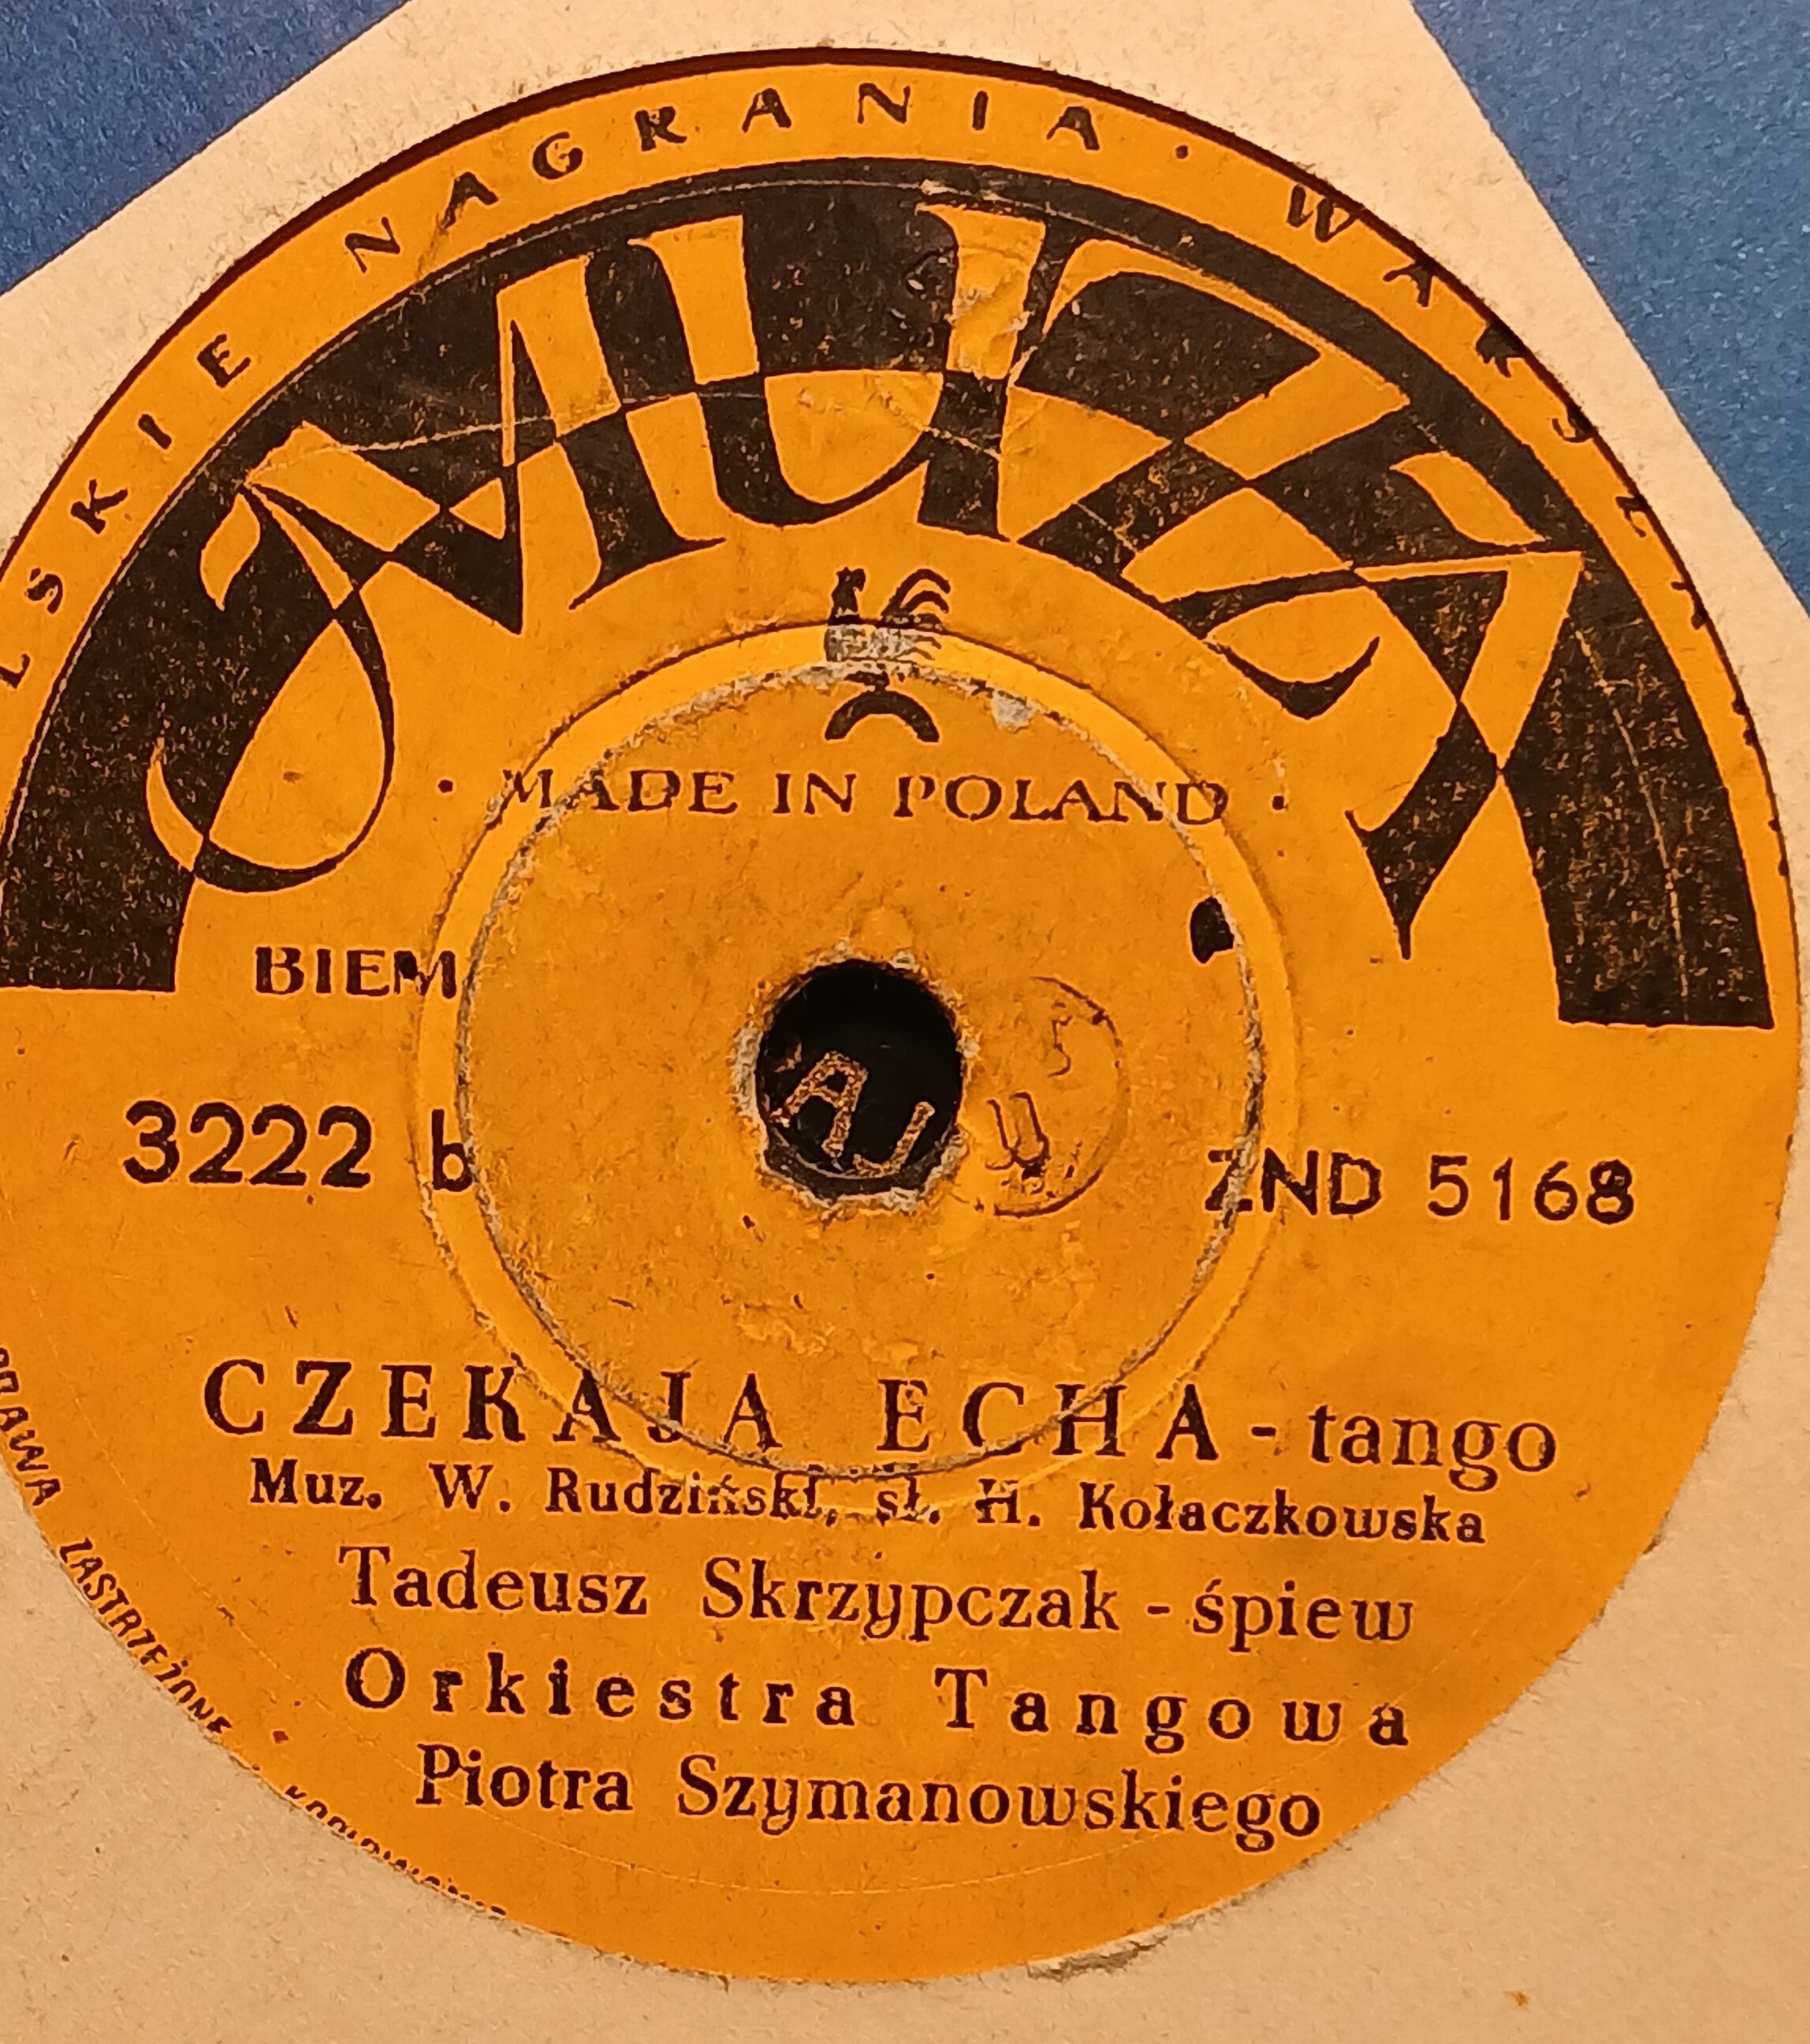 NAGRANIA · WARSZAWA
MUZA
· MADE IN POLAND ·
BIEM
3222 b
ZND 5168
CZEKAJĄ ECHA - tango
Muz. W. Rudziński, sł. H. Kołaczkowska
Tadeusz Skrzypczak - śpiew
Orkiestra Tangowa
Piotra Szymanowskiego
ZASTRZEŻONE